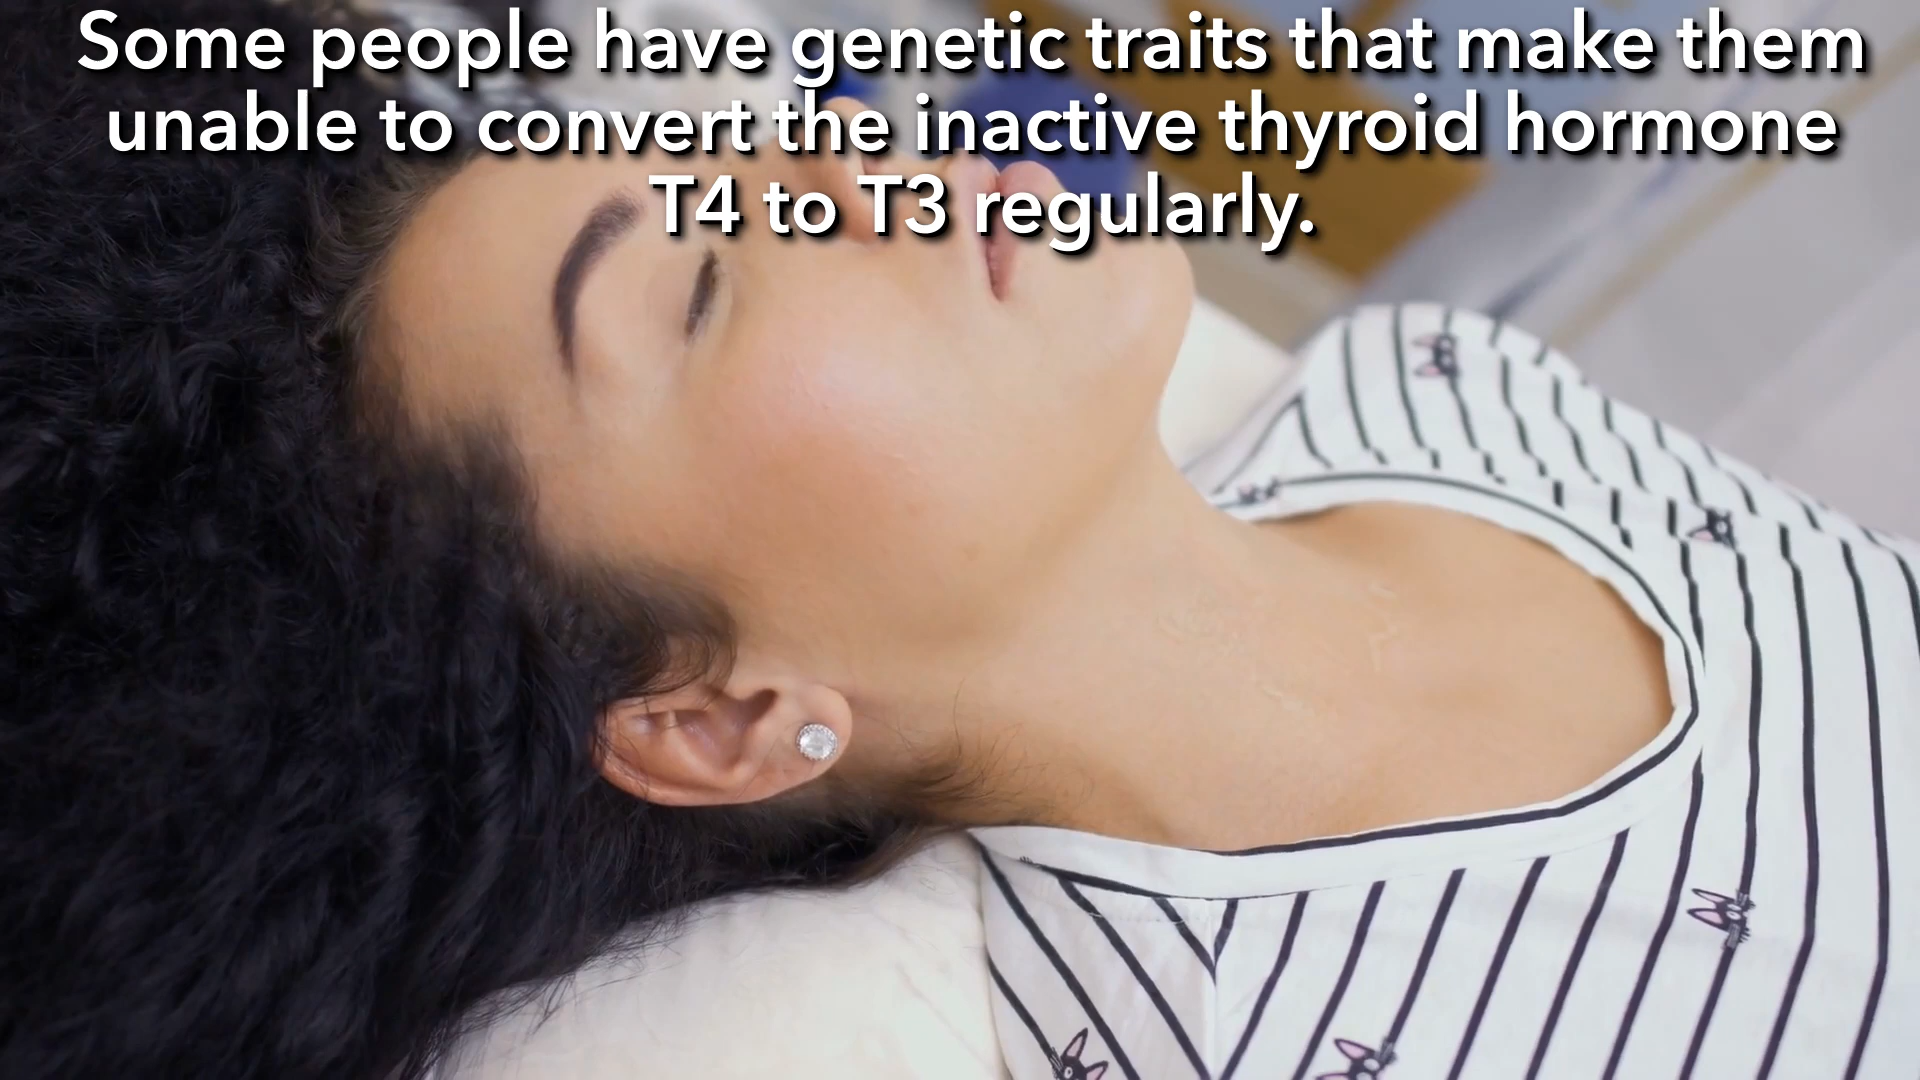 Some people have genetic traits that make them
unable to convert the inactive thyroid hormone
T4 to T3 regularly.